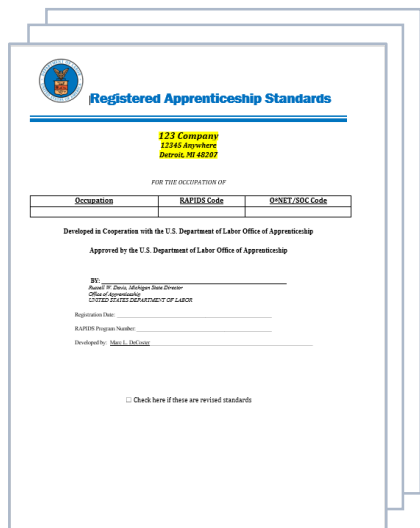 Registered Apprenticeship Standards
123 Company
12345 Anywhere
Detroit, MI 48207
FOR THE OCCUPATION OF
Occupation RAPIDS Code O*NET/SOC Code
Developed in Cooperation with the U.S. Department of Labor Office of Apprenticeship
Approved by the U.S. Department of Labor Office of Apprenticeship
BY:
Russell W. Davis, Michigan State Director
Office of Apprenticeship
UNITED STATES DEPARTMENT OF LABOR
Registration Date:
RAPIDS Program Number:
Developed by: Marc L. DeCoster
☐ Check here if these are revised standards